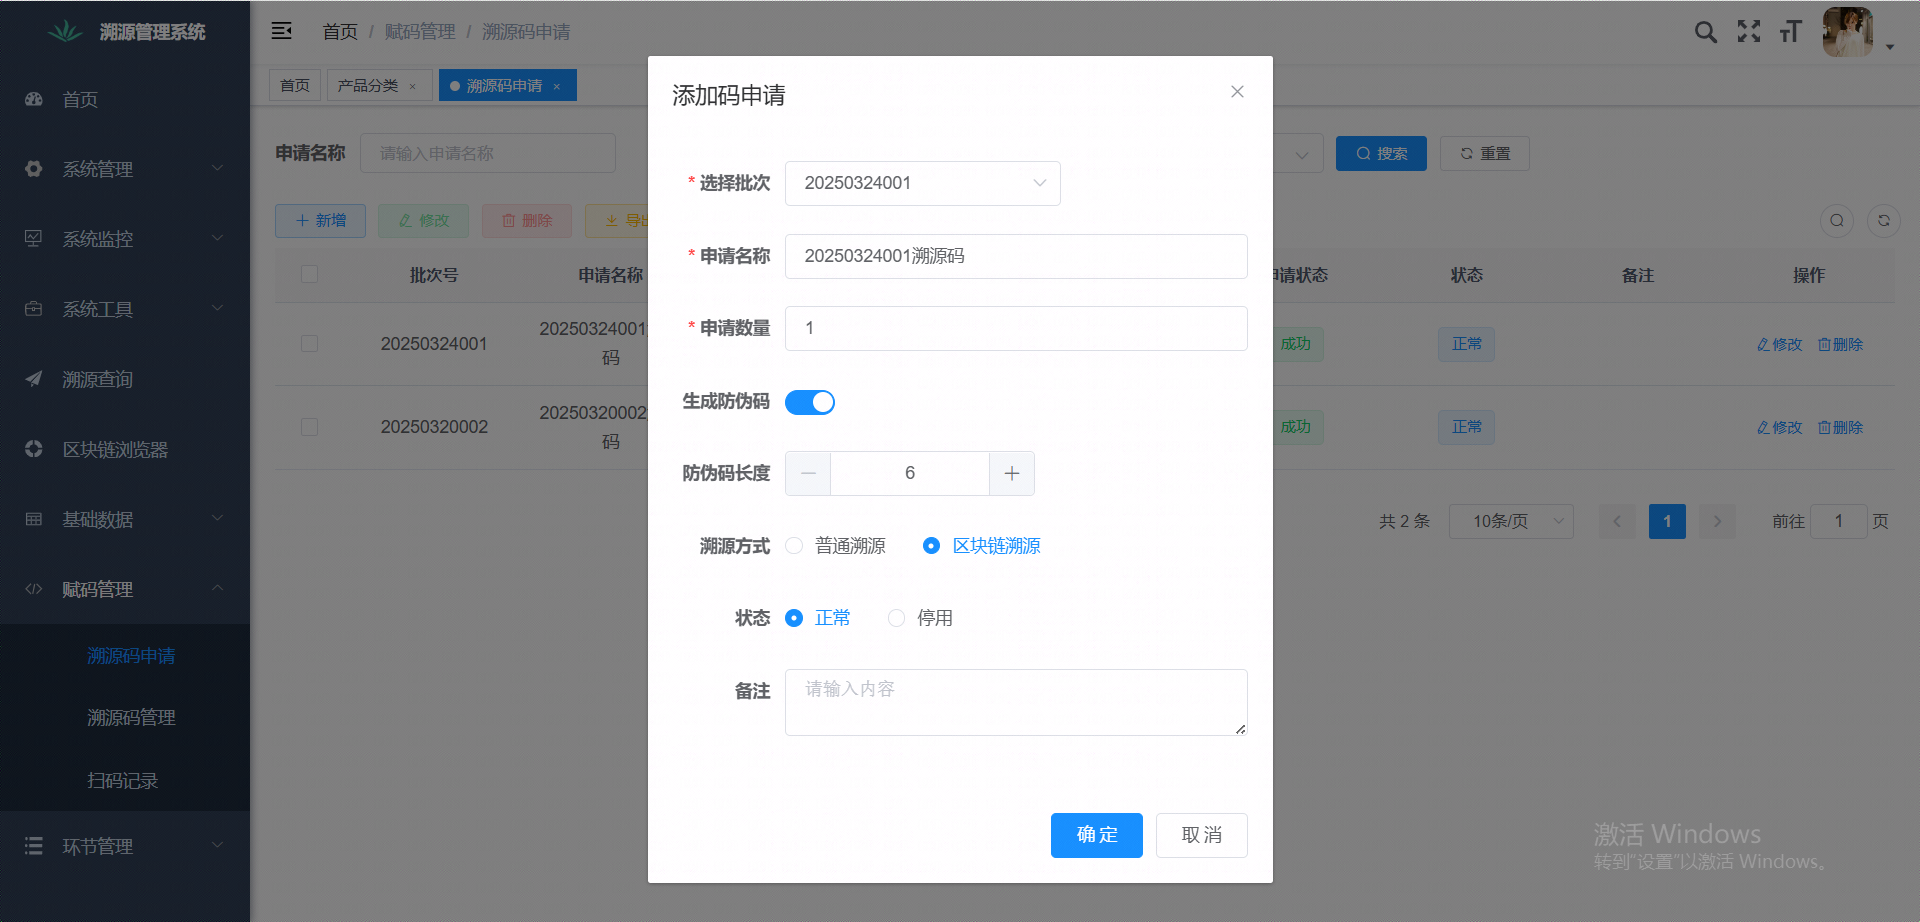 溯源管理系统
首页 / 赋码管理 / 溯源码申请
首页
产品分类 ×
溯源码申请 ×
首页
系统管理
系统监控
系统工具
溯源查询
区块链浏览器
基础数据
赋码管理
溯源码申请
溯源码管理
扫码记录
环节管理
申请名称
请输入申请名称
搜索
重置
新增
修改
删除
批次号
申请名称
请状态
状态
备注
操作
20250324001
20250324001
码
成功
正常
修改
删除
20250320002
20250320002
码
成功
正常
修改
删除
共 2 条
10条/页
1
前往 1 页
添加码申请
* 选择批次
20250324001
* 申请名称
20250324001溯源码
* 申请数量
1
生成防伪码
防伪码长度
6
溯源方式
普通溯源
区块链溯源
状态
正常
停用
备注
请输入内容
确 定
取 消
激活 Windows
转到"设置"以激活 Windows。